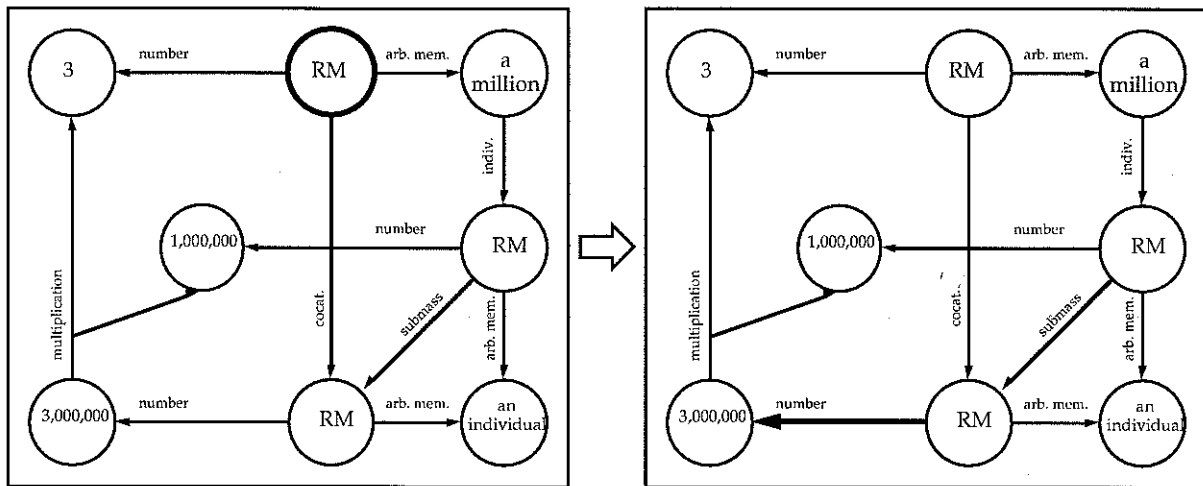 3
number
RM
arb. mem.
a
million
indiv.
1,000,000
number
RM
multiplication
cocat.
submass
arb. mem.
3,000,000
number
RM
arb. mem.
an
individual
3
number
RM
arb. mem.
a
million
indiv.
1,000,000
number
RM
multiplication
cocat.
submass
arb. mem.
3,000,000
number
RM
arb. mem.
an
individual